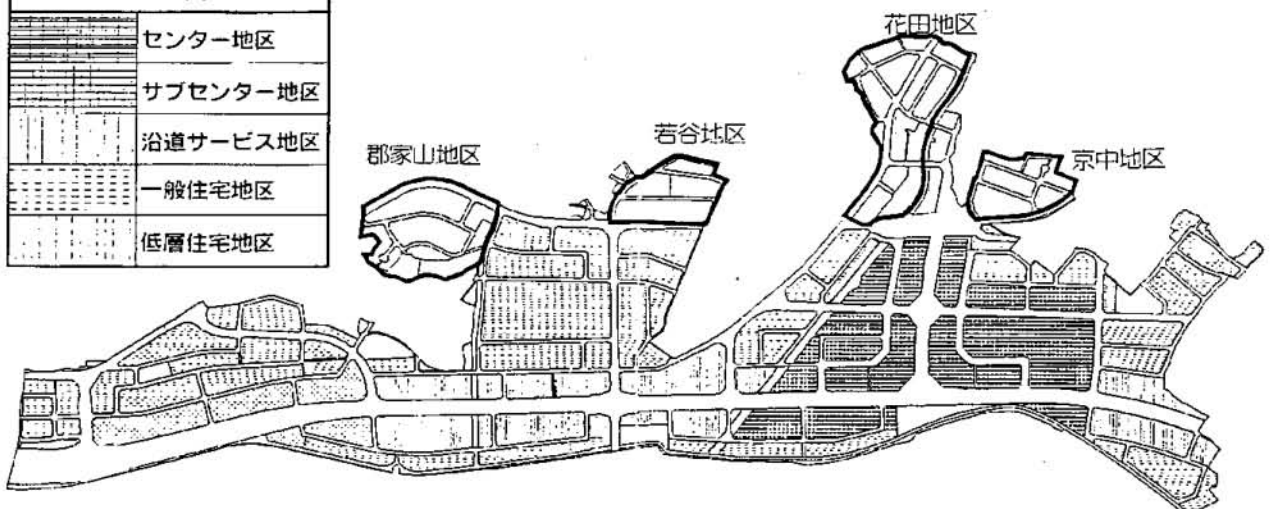 センター地区
サブセンター地区
沿道サービス地区
一般住宅地区
低層住宅地区
郡家山地区
若谷地区
花田地区
京中地区